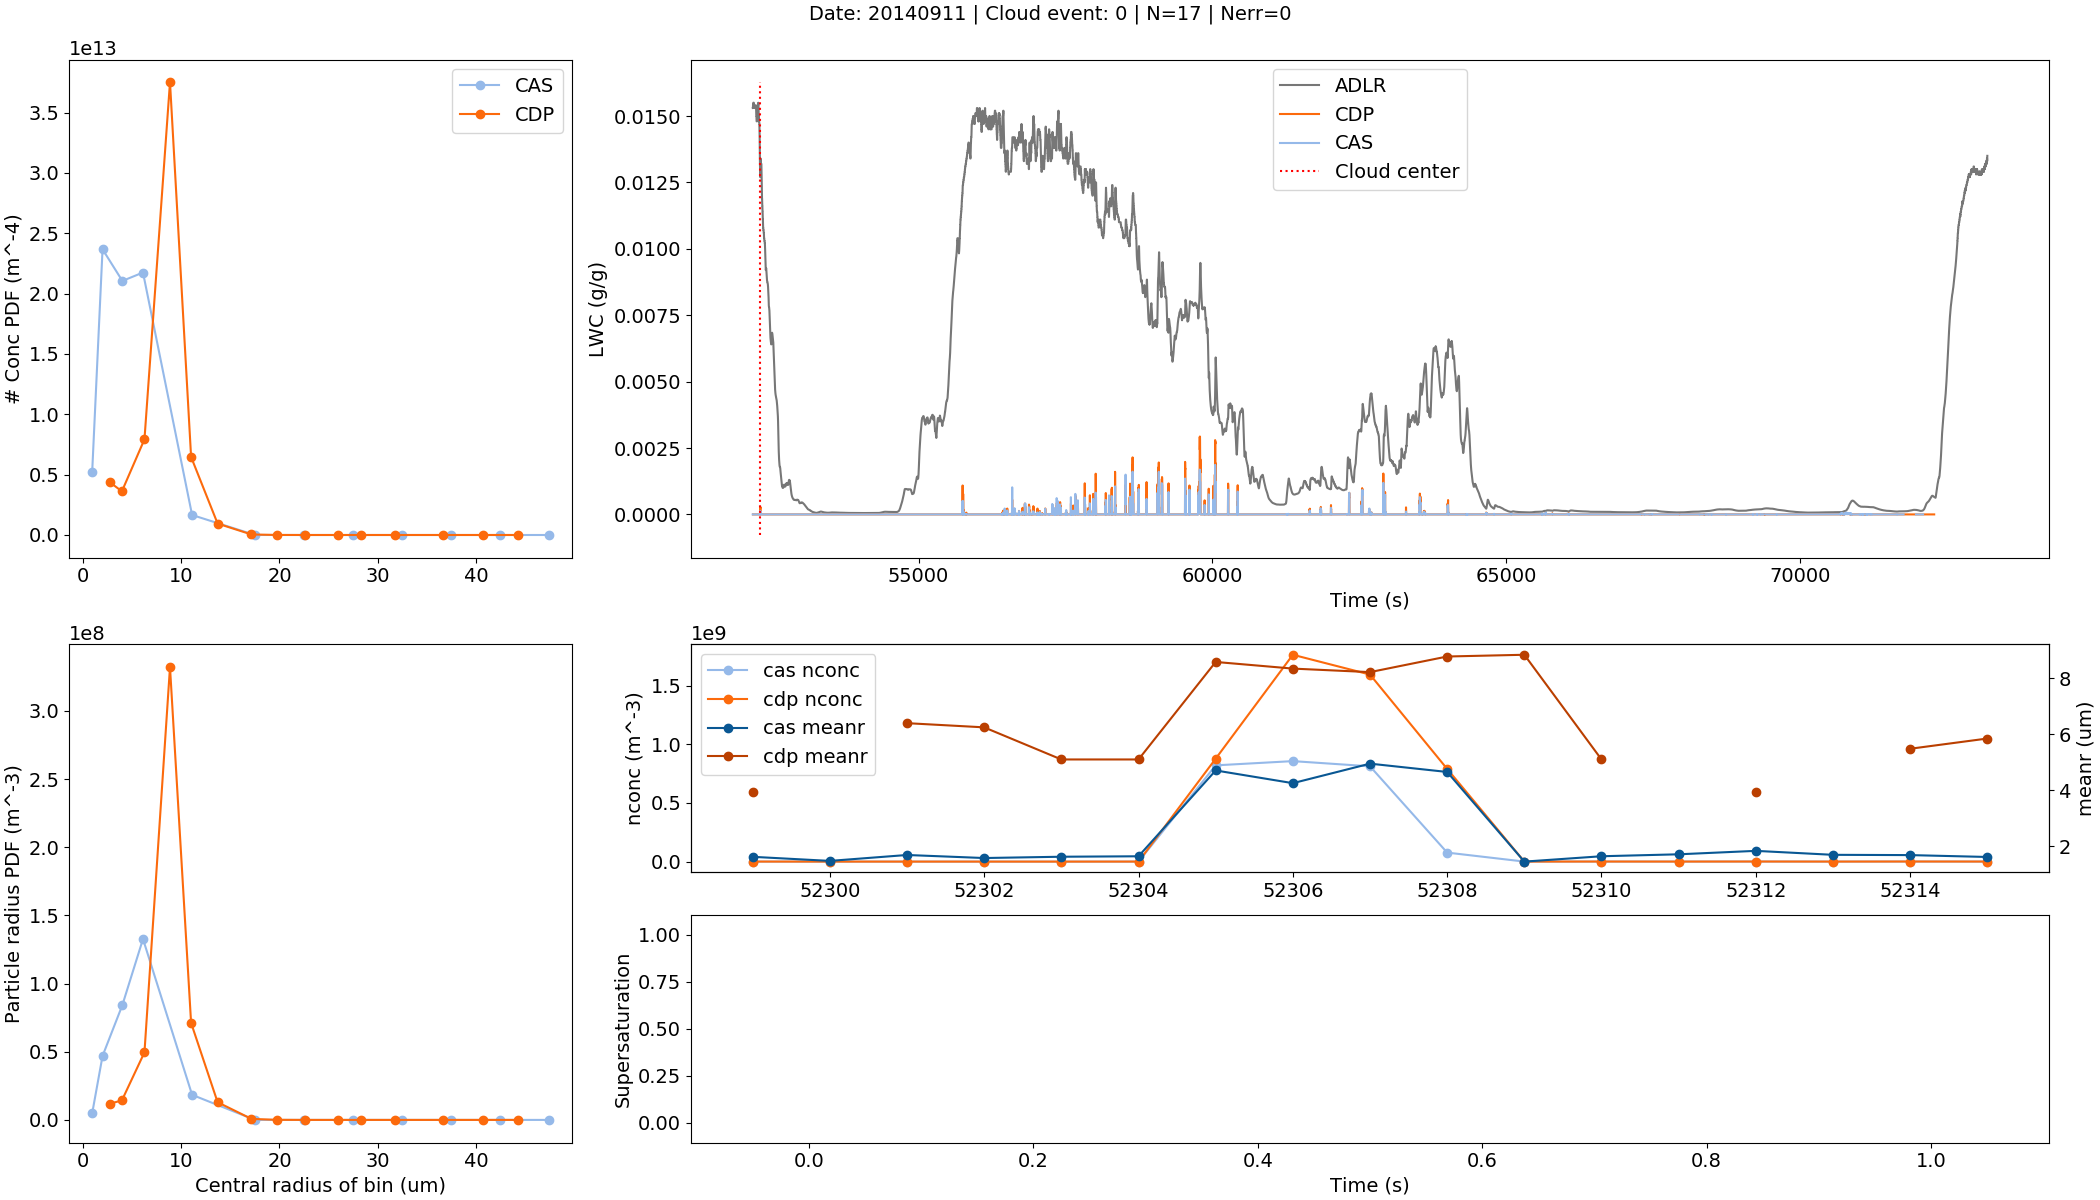 Date: 20140911 | Cloud event: 0 | N=17 | Nerr=0
1e13
# Conc PDF (m^-4)
3.5
3.0
2.5
2.0
1.5
1.0
0.5
0.0
0 10 20 30 40
CAS
CDP
LWC (g/g)
0.0150
0.0125
0.0100
0.0075
0.0050
0.0025
0.0000
55000 60000 65000 70000
Time (s)
ADLR
CDP
CAS
Cloud center
1e8
Particle radius PDF (m^-3)
3.0
2.5
2.0
1.5
1.0
0.5
0.0
0 10 20 30 40
Central radius of bin (um)
1e9
nconc (m^-3)
1.5
1.0
0.5
0.0
cas nconc
cdp nconc
cas meanr
cdp meanr
8
6
4
2
meanr (um)
52300 52302 52304 52306 52308 52310 52312 52314
Supersaturation
1.00
0.75
0.50
0.25
0.00
0.0 0.2 0.4 0.6 0.8 1.0
Time (s)